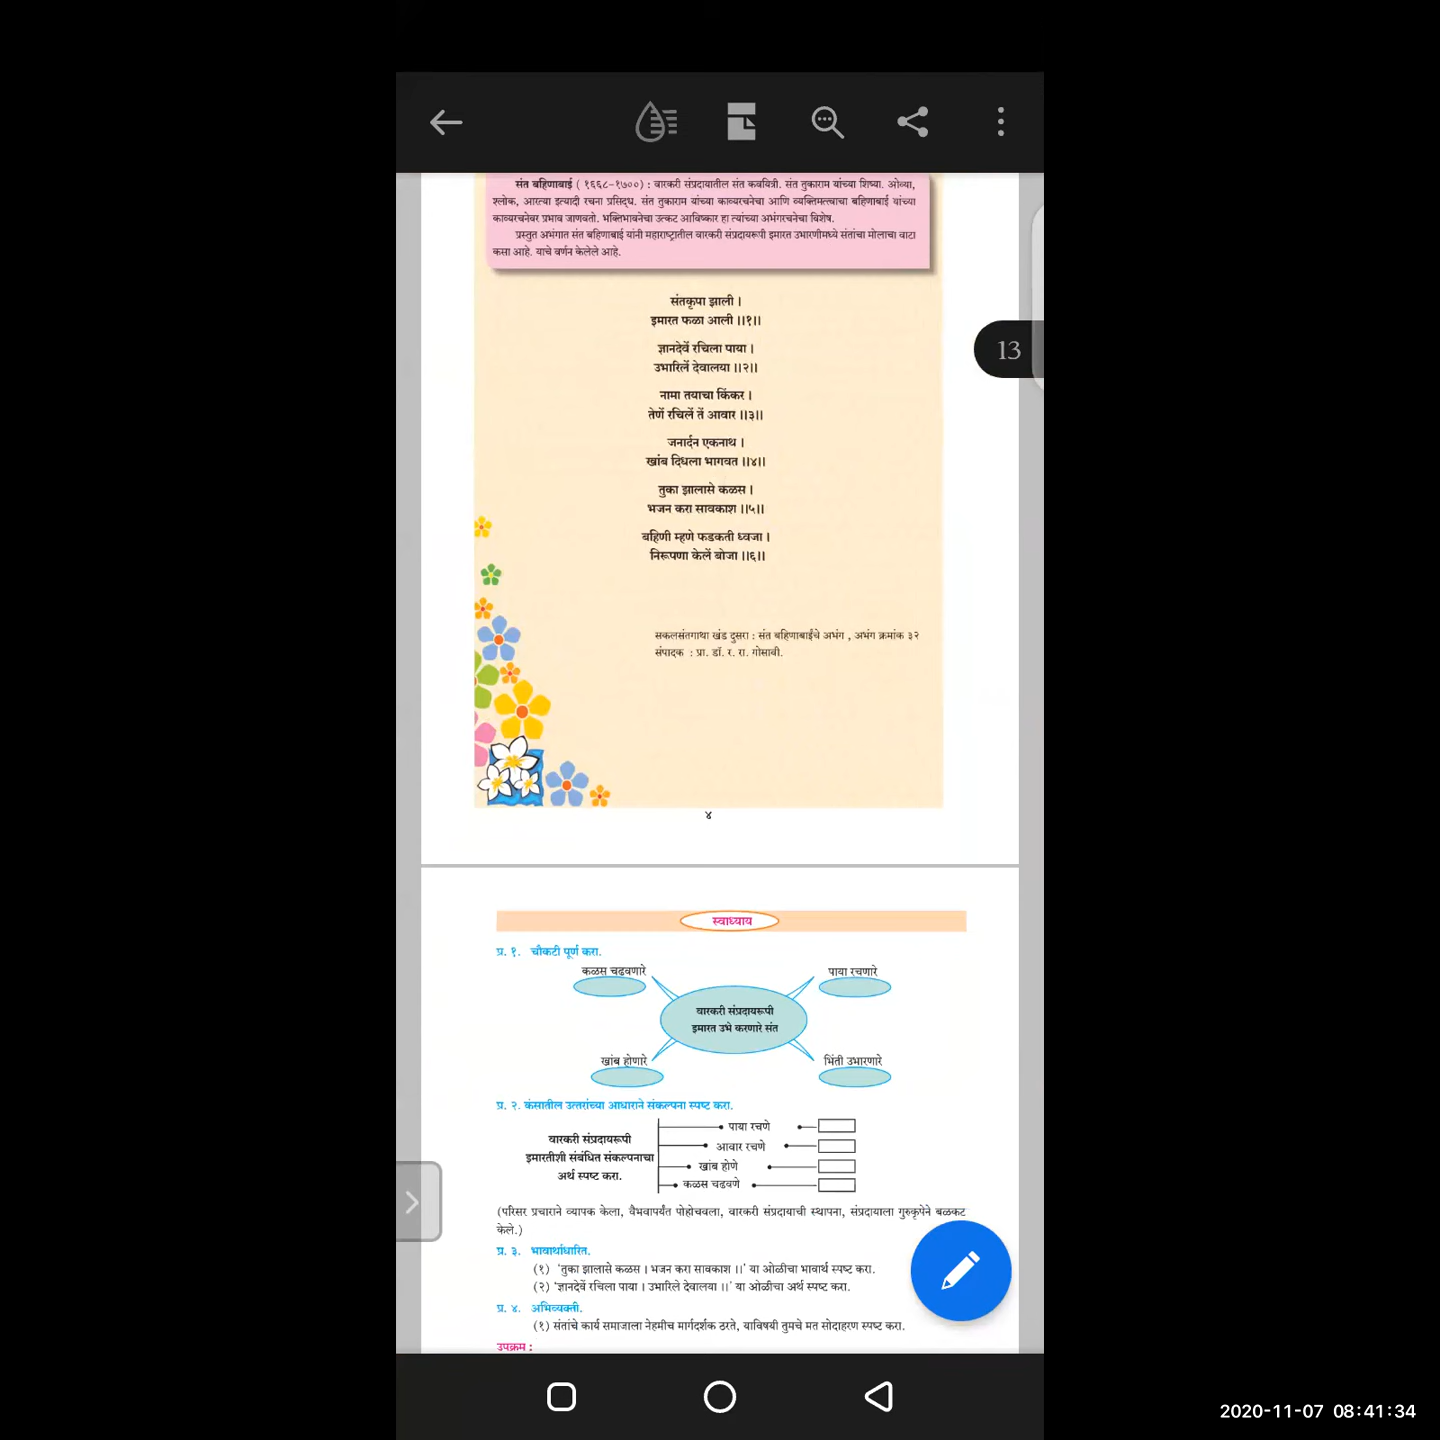 संत बहिणाबाई ( १६६८-१७००) : वारकरी संप्रदायातील संत कवयित्री. संत तुकाराम यांच्या शिष्या. ओव्या,
श्लोक, आरत्या इत्यादी रचना प्रसिद्ध. संत तुकाराम यांच्या काव्यरचनेचा आणि व्यक्तिमत्त्वाचा बहिणाबाई यांच्या
काव्यरचनेवर प्रभाव जाणवतो. भक्तिभावनेचा उत्कट आविष्कार हा त्यांच्या अभंगरचनेचा विशेष.
प्रस्तुत अभंगात संत बहिणाबाई यांनी महाराष्ट्रातील वारकरी संप्रदायरूपी इमारत उभारणीमध्ये संतांचा मोलाचा वाटा
कसा आहे. याचे वर्णन केलेले आहे.
संतकृपा झाली ।
इमारत फळा आली ।।१।।
13
ज्ञानदेवें रचिला पाया ।
उभारिलें देवालया ।।२।।
नामा तयाचा किंकर ।
तेणें रचिलें तें आवार ।।३।।
जनार्दन एकनाथ ।
खांब दिधला भागवत ।।४।।
तुका झालासे कळस ।
भजन करा सावकाश ।।५।।
बहिणी म्हणे फडकती ध्वजा ।
निरूपणा केलें बोजा ।।६।।
सकलसंतगाथा खंड दुसरा : संत बहिणाबाईंचे अभंग , अभंग क्रमांक ३२
संपादक : प्रा. डॉ. र. रा. गोसावी.
४
स्वाध्याय
प्र. १. चौकटी पूर्ण करा.
कळस चढवणारे पाया रचणारे
वारकरी संप्रदायरूपी
इमारत उभे करणारे संत
खांब होणारे भिंती उभारणारे
प्र. २. कंसातील उत्तरांच्या आधाराने संकल्पना स्पष्ट करा.
पाया रचणे
वारकरी संप्रदायरूपी
आवार रचणे
इमारतीशी संबंधित संकल्पनाचा
खांब होणे
अर्थ स्पष्ट करा.
कळस चढवणे
(परिसर प्रचाराने व्यापक केला, वैभवापर्यंत पोहोचवला, वारकरी संप्रदायाची स्थापना, संप्रदायाला गुरुकृपेने बळकट
केले.)
प्र. ३. भावार्थाधारित.
(१) 'तुका झालासे कळस । भजन करा सावकाश ।।' या ओळीचा भावार्थ स्पष्ट करा.
(२) 'ज्ञानदेवें रचिला पाया । उभारिले देवालया ।।' या ओळीचा अर्थ स्पष्ट करा.
प्र. ४. अभिव्यक्ती.
(१) संतांचे कार्य समाजाला नेहमीच मार्गदर्शक ठरते, याविषयी तुमचे मत सोदाहरण स्पष्ट करा.
उपक्रम :
2020-11-07 08:41:34